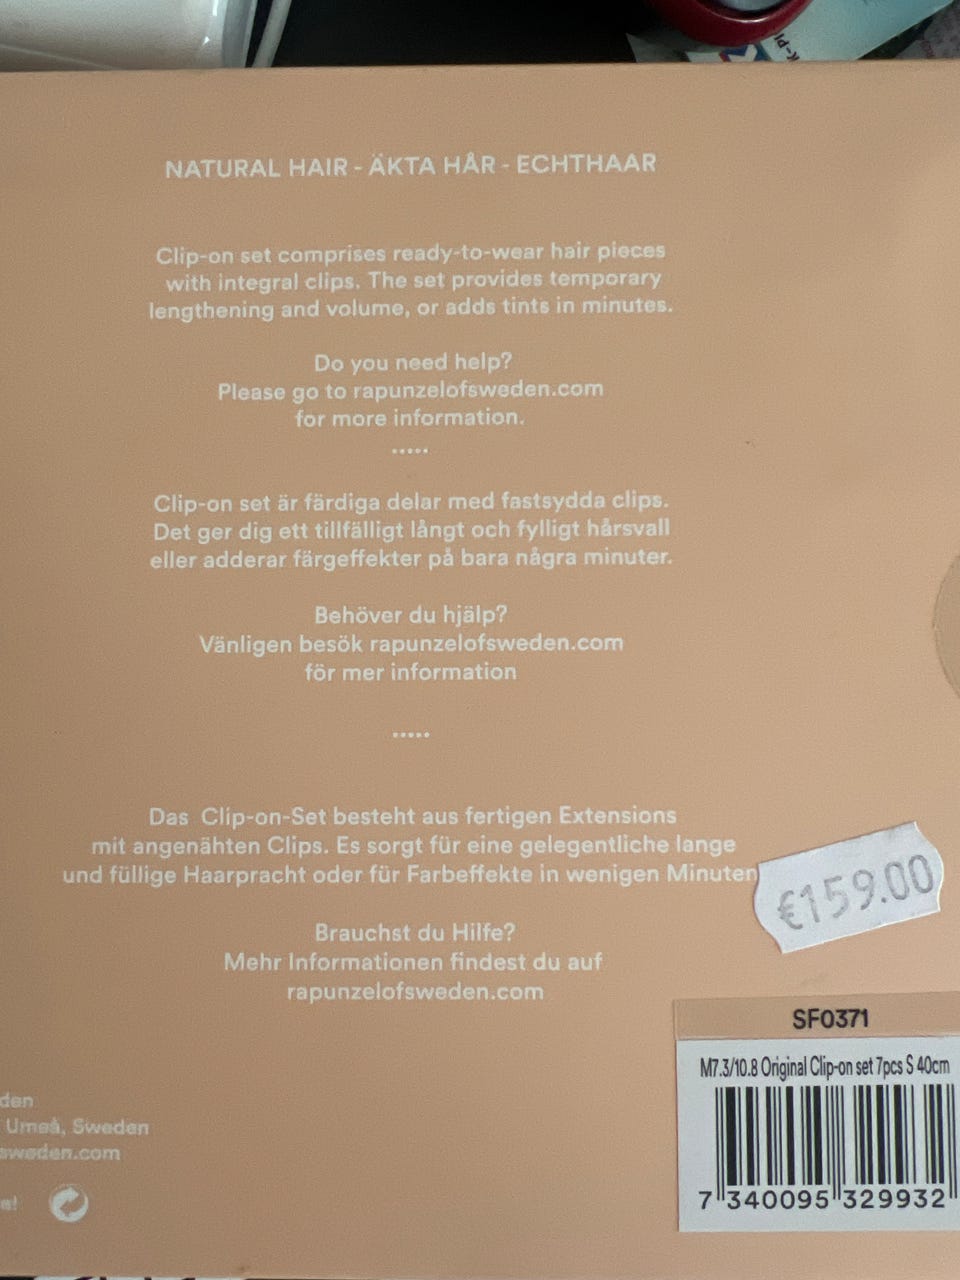 NATURAL HAIR - ÄKTA HÅR - ECHTHAAR
Clip-on set comprises ready-to-wear hair pieces
with integral clips. The set provides temporary
lengthening and volume, or adds tints in minutes.
Do you need help?
Please go to rapunzelofsweden.com
for more information.
Clip-on set är färdiga delar med fastsydda clips.
Det ger dig ett tillfälligt långt och fylligt hårsvall
eller adderar färgeffekter på bara några minuter.
Behöver du hjälp?
Vänligen besök rapunzelofsweden.com
för mer information
Das Clip-on-Set besteht aus fertigen Extensions
mit angenähten Clips. Es sorgt für eine gelegentliche lange
und füllige Haarpracht oder für Farbeffekte in wenigen Minuten
€159.00
Brauchst du Hilfe?
Mehr Informationen findest du auf
rapunzelofsweden.com
SF0371
M7.3/10.8 Original Clip-on set 7pcs S 40cm
7 340095 329932
den
Umeå, Sweden
sweden.com